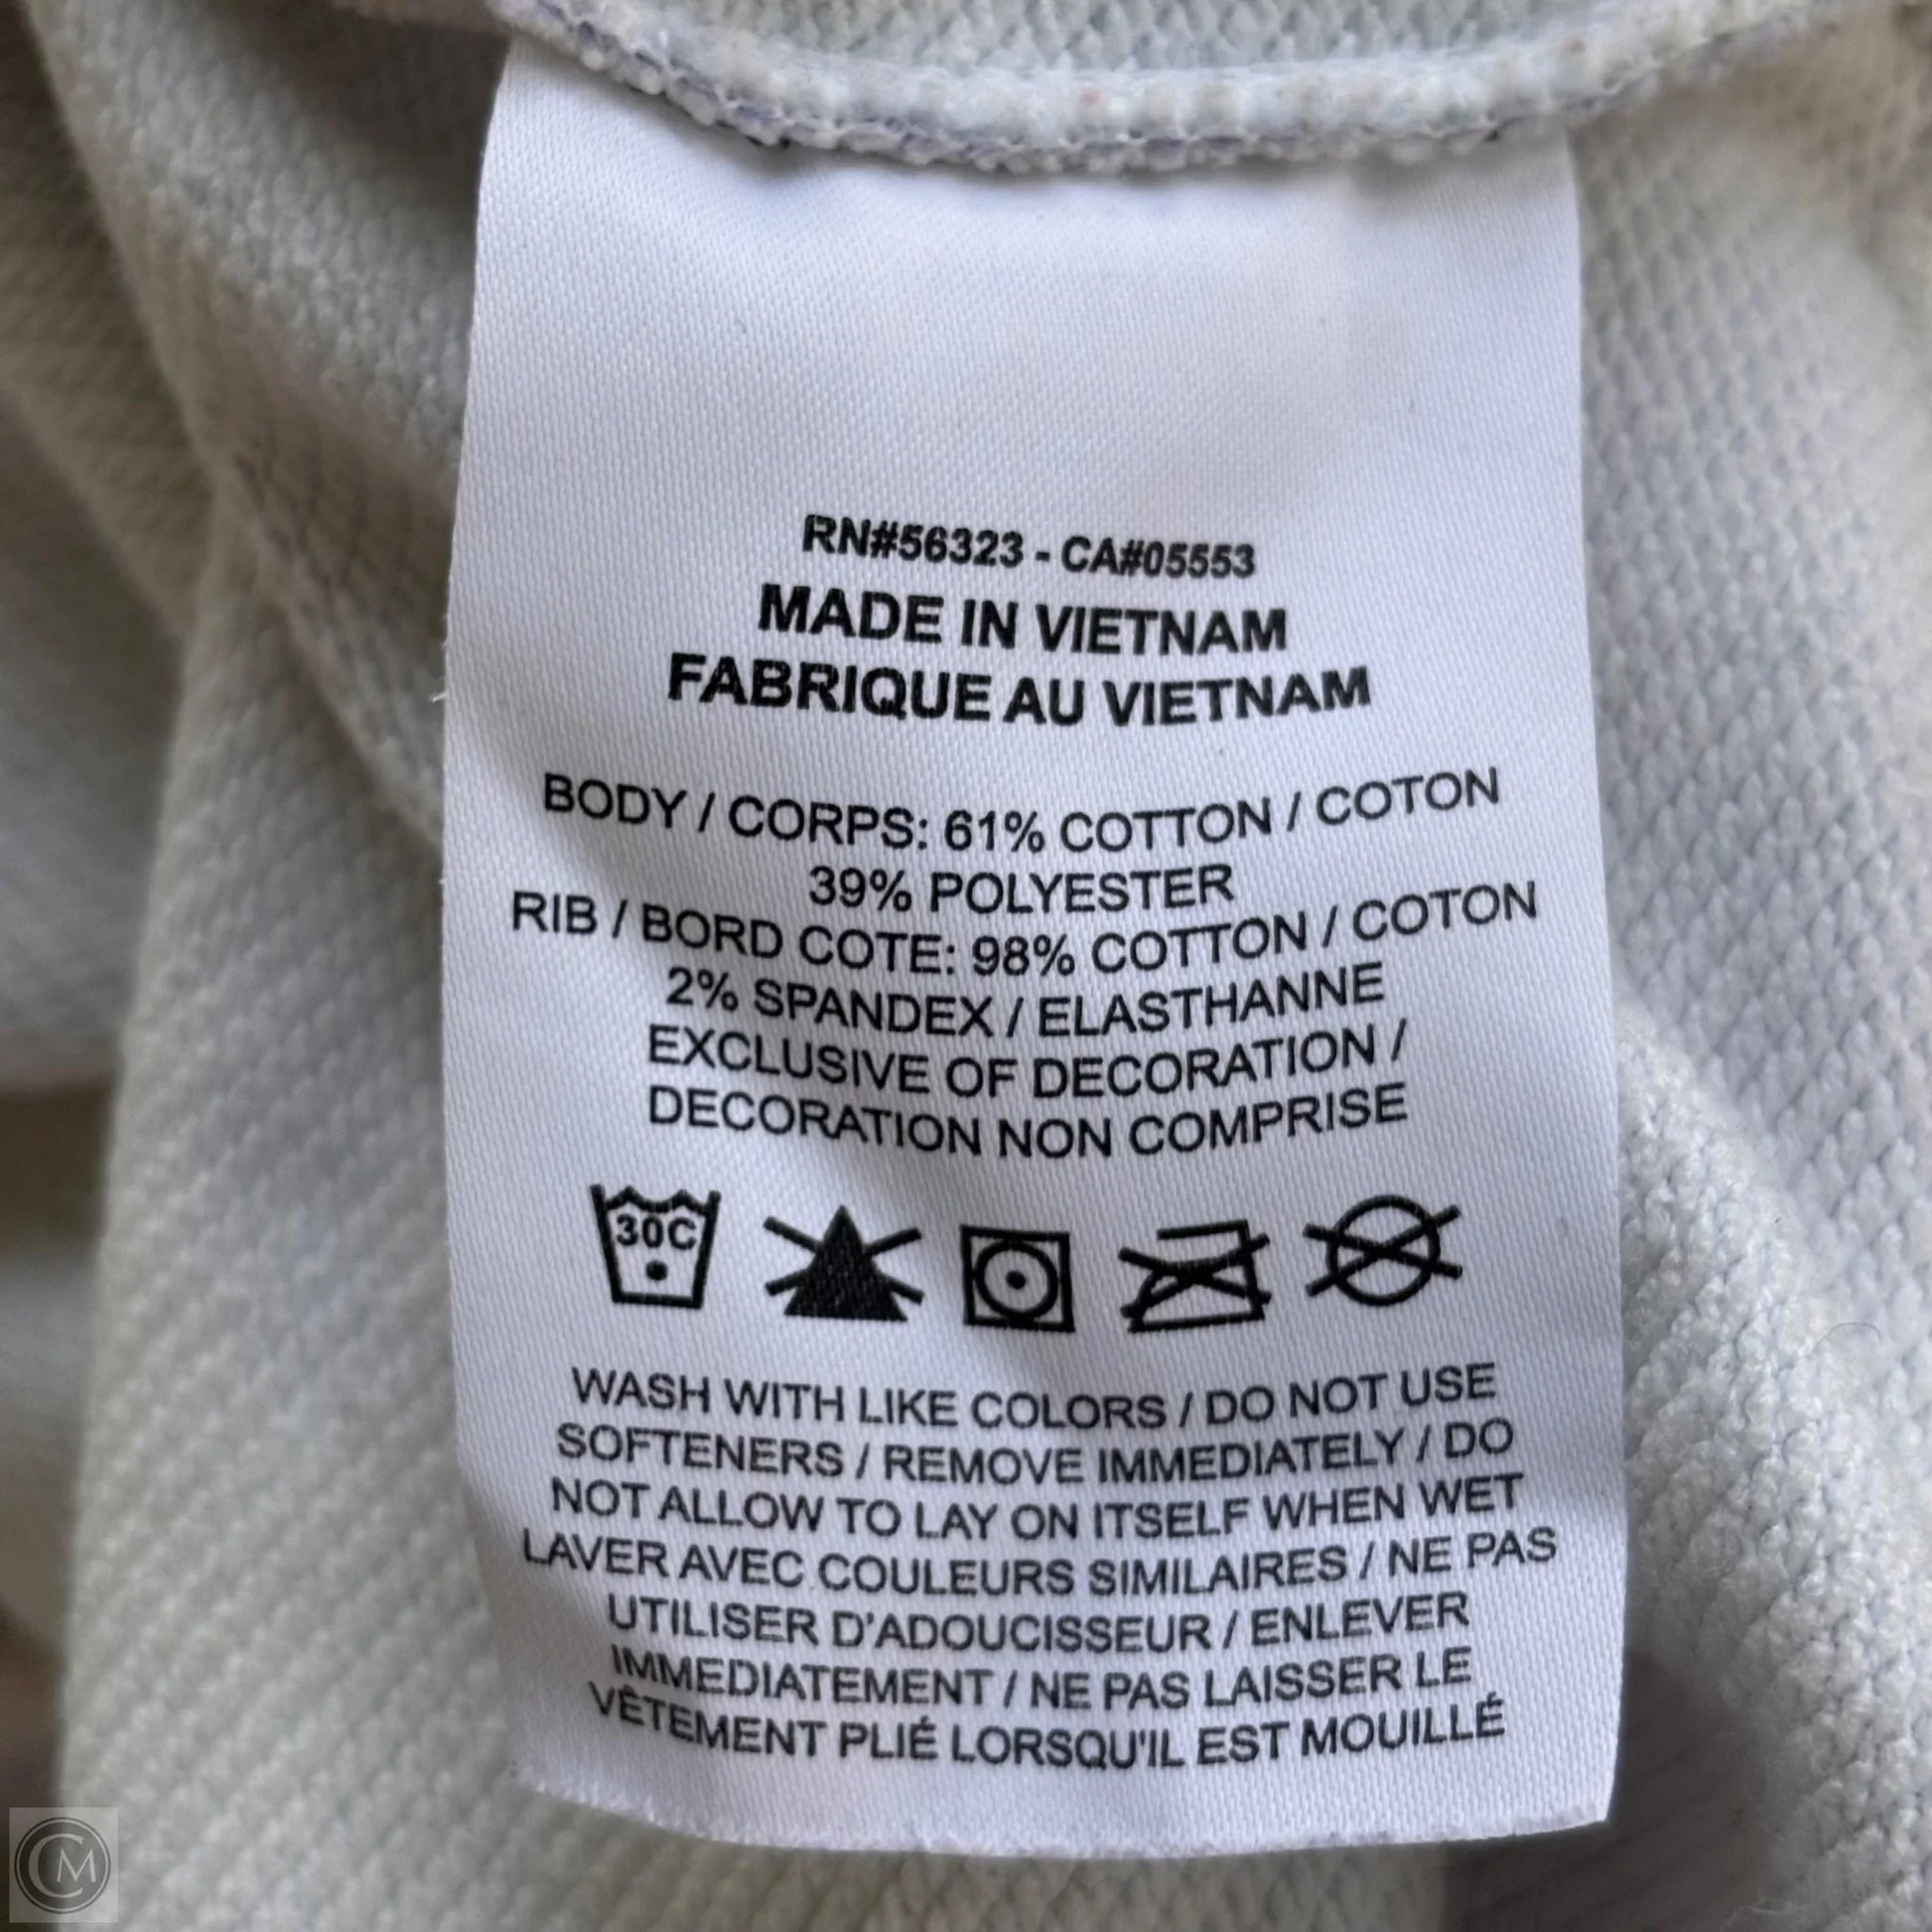 RN#56323 - CA#05553
MADE IN VIETNAM
FABRIQUE AU VIETNAM
BODY / CORPS: 61% COTTON / COTON
39% POLYESTER
RIB / BORD COTE: 98% COTTON / COTON
2% SPANDEX / ELASTHANNE
EXCLUSIVE OF DECORATION /
DECORATION NON COMPRISE
30C
WASH WITH LIKE COLORS / DO NOT USE
SOFTENERS / REMOVE IMMEDIATELY / DO
NOT ALLOW TO LAY ON ITSELF WHEN WET
LAVER AVEC COULEURS SIMILAIRES / NE PAS
UTILISER D'ADOUCISSEUR / ENLEVER
IMMEDIATEMENT / NE PAS LAISSER LE
VÊTEMENT PLIÉ LORSQU'IL EST MOUILLÉ
CM